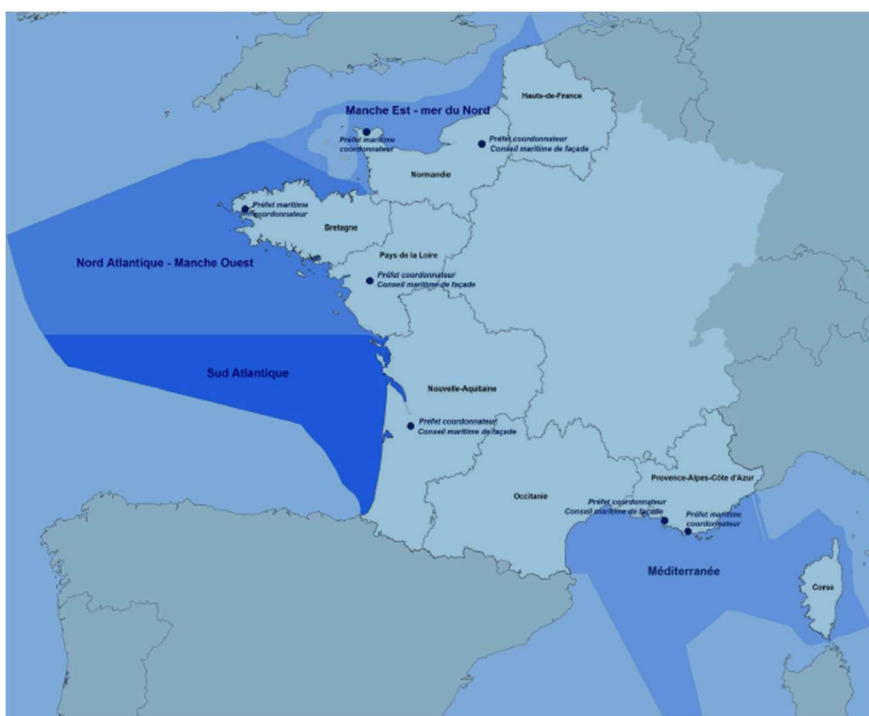 Hauts-de-France
Manche Est - mer du Nord
Préfet maritime
coordonnateur
Préfet coordonnateur
Conseil maritime de façade
Normandie
Préfet maritime
coordonnateur
Bretagne
Pays de la Loire
Nord Atlantique - Manche Ouest
Préfet coordonnateur
Conseil maritime de façade
Sud Atlantique
Nouvelle-Aquitaine
Préfet coordonnateur
Conseil maritime de façade
Provence-Alpes-Côte d'Azur
Occitanie
Préfet coordonnateur
Conseil maritime de façade
Préfet maritime
coordonnateur
Méditerranée
Corse